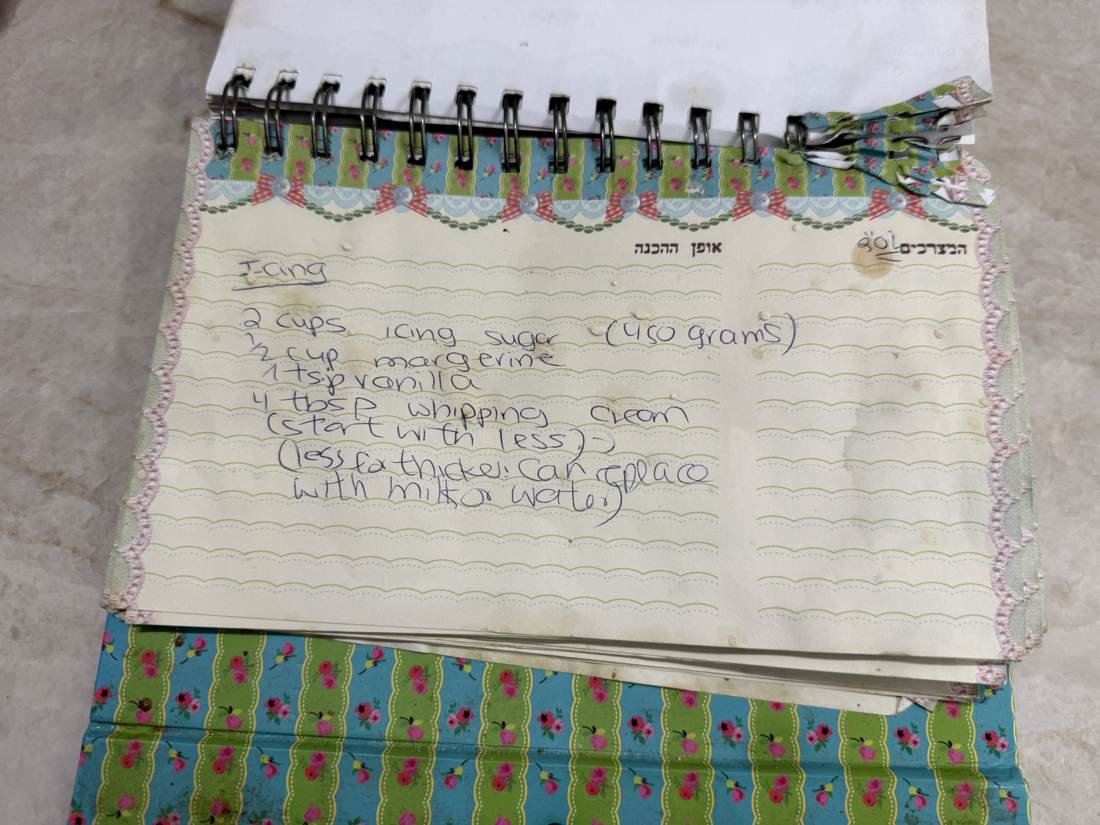 המצרכים
אופן ההכנה
Icing
2 cups icing sugar (450 grams)
1/2 cup margerine
1 tsp vanilla
4 tbsp whipping cream
(start with less) →
(less for thicker. Can replace
with milk or water)